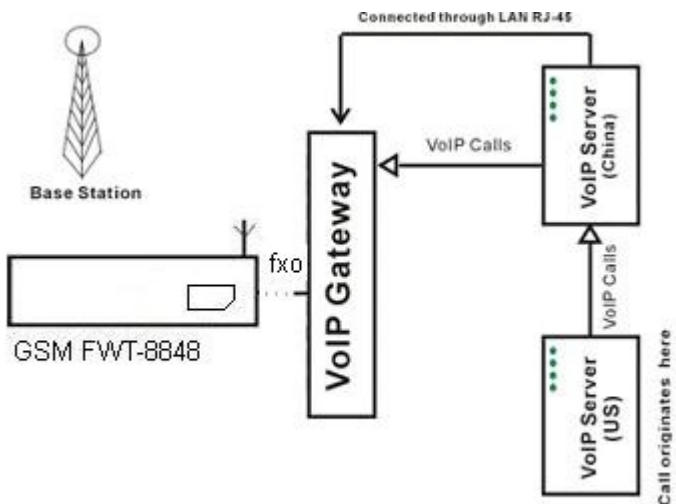 Connected through LAN RJ-45
Base Station
VoIP Calls
VoIP Server
(China)
VoIP Gateway
fxo
GSM FWT-8848
VoIP Calls
VoIP Server
(US)
Call originates here